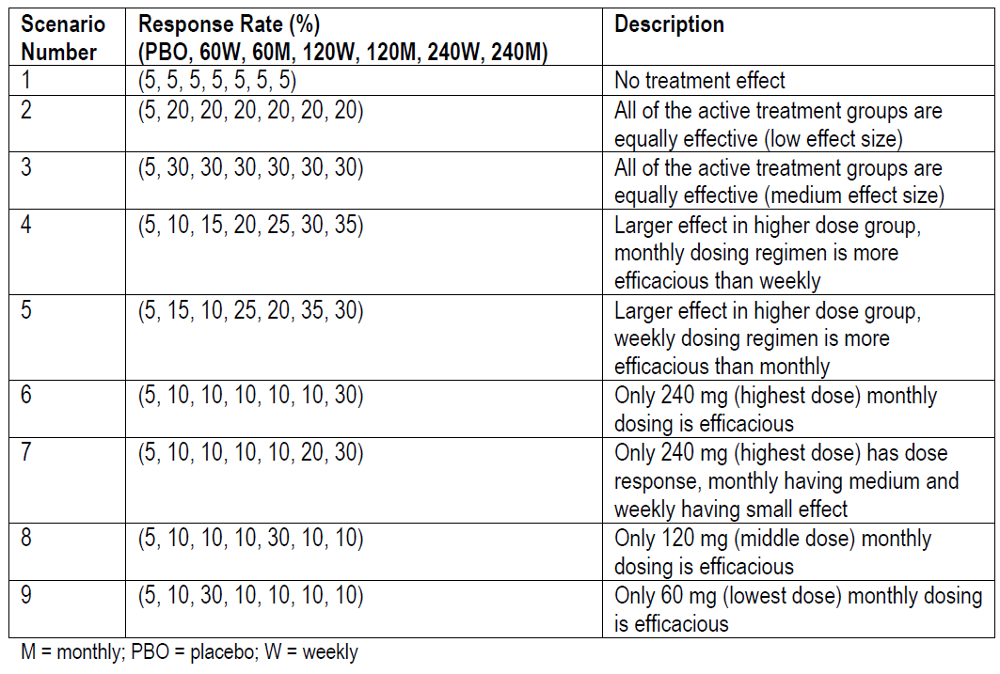 Scenario Number
Response Rate (%)
(PBO, 60W, 60M, 120W, 120M, 240W, 240M)
Description
1
(5, 5, 5, 5, 5, 5, 5)
No treatment effect
2
(5, 20, 20, 20, 20, 20, 20)
All of the active treatment groups are
equally effective (low effect size)
3
(5, 30, 30, 30, 30, 30, 30)
All of the active treatment groups are
equally effective (medium effect size)
4
(5, 10, 15, 20, 25, 30, 35)
Larger effect in higher dose group,
monthly dosing regimen is more
efficacious than weekly
5
(5, 15, 10, 25, 20, 35, 30)
Larger effect in higher dose group,
weekly dosing regimen is more
efficacious than monthly
6
(5, 10, 10, 10, 10, 10, 30)
Only 240 mg (highest dose) monthly
dosing is efficacious
7
(5, 10, 10, 10, 10, 20, 30)
Only 240 mg (highest dose) has dose
response, monthly having medium and
weekly having small effect
8
(5, 10, 10, 10, 30, 10, 10)
Only 120 mg (middle dose) monthly
dosing is efficacious
9
(5, 10, 30, 10, 10, 10, 10)
Only 60 mg (lowest dose) monthly dosing
is efficacious
M = monthly; PBO = placebo; W = weekly